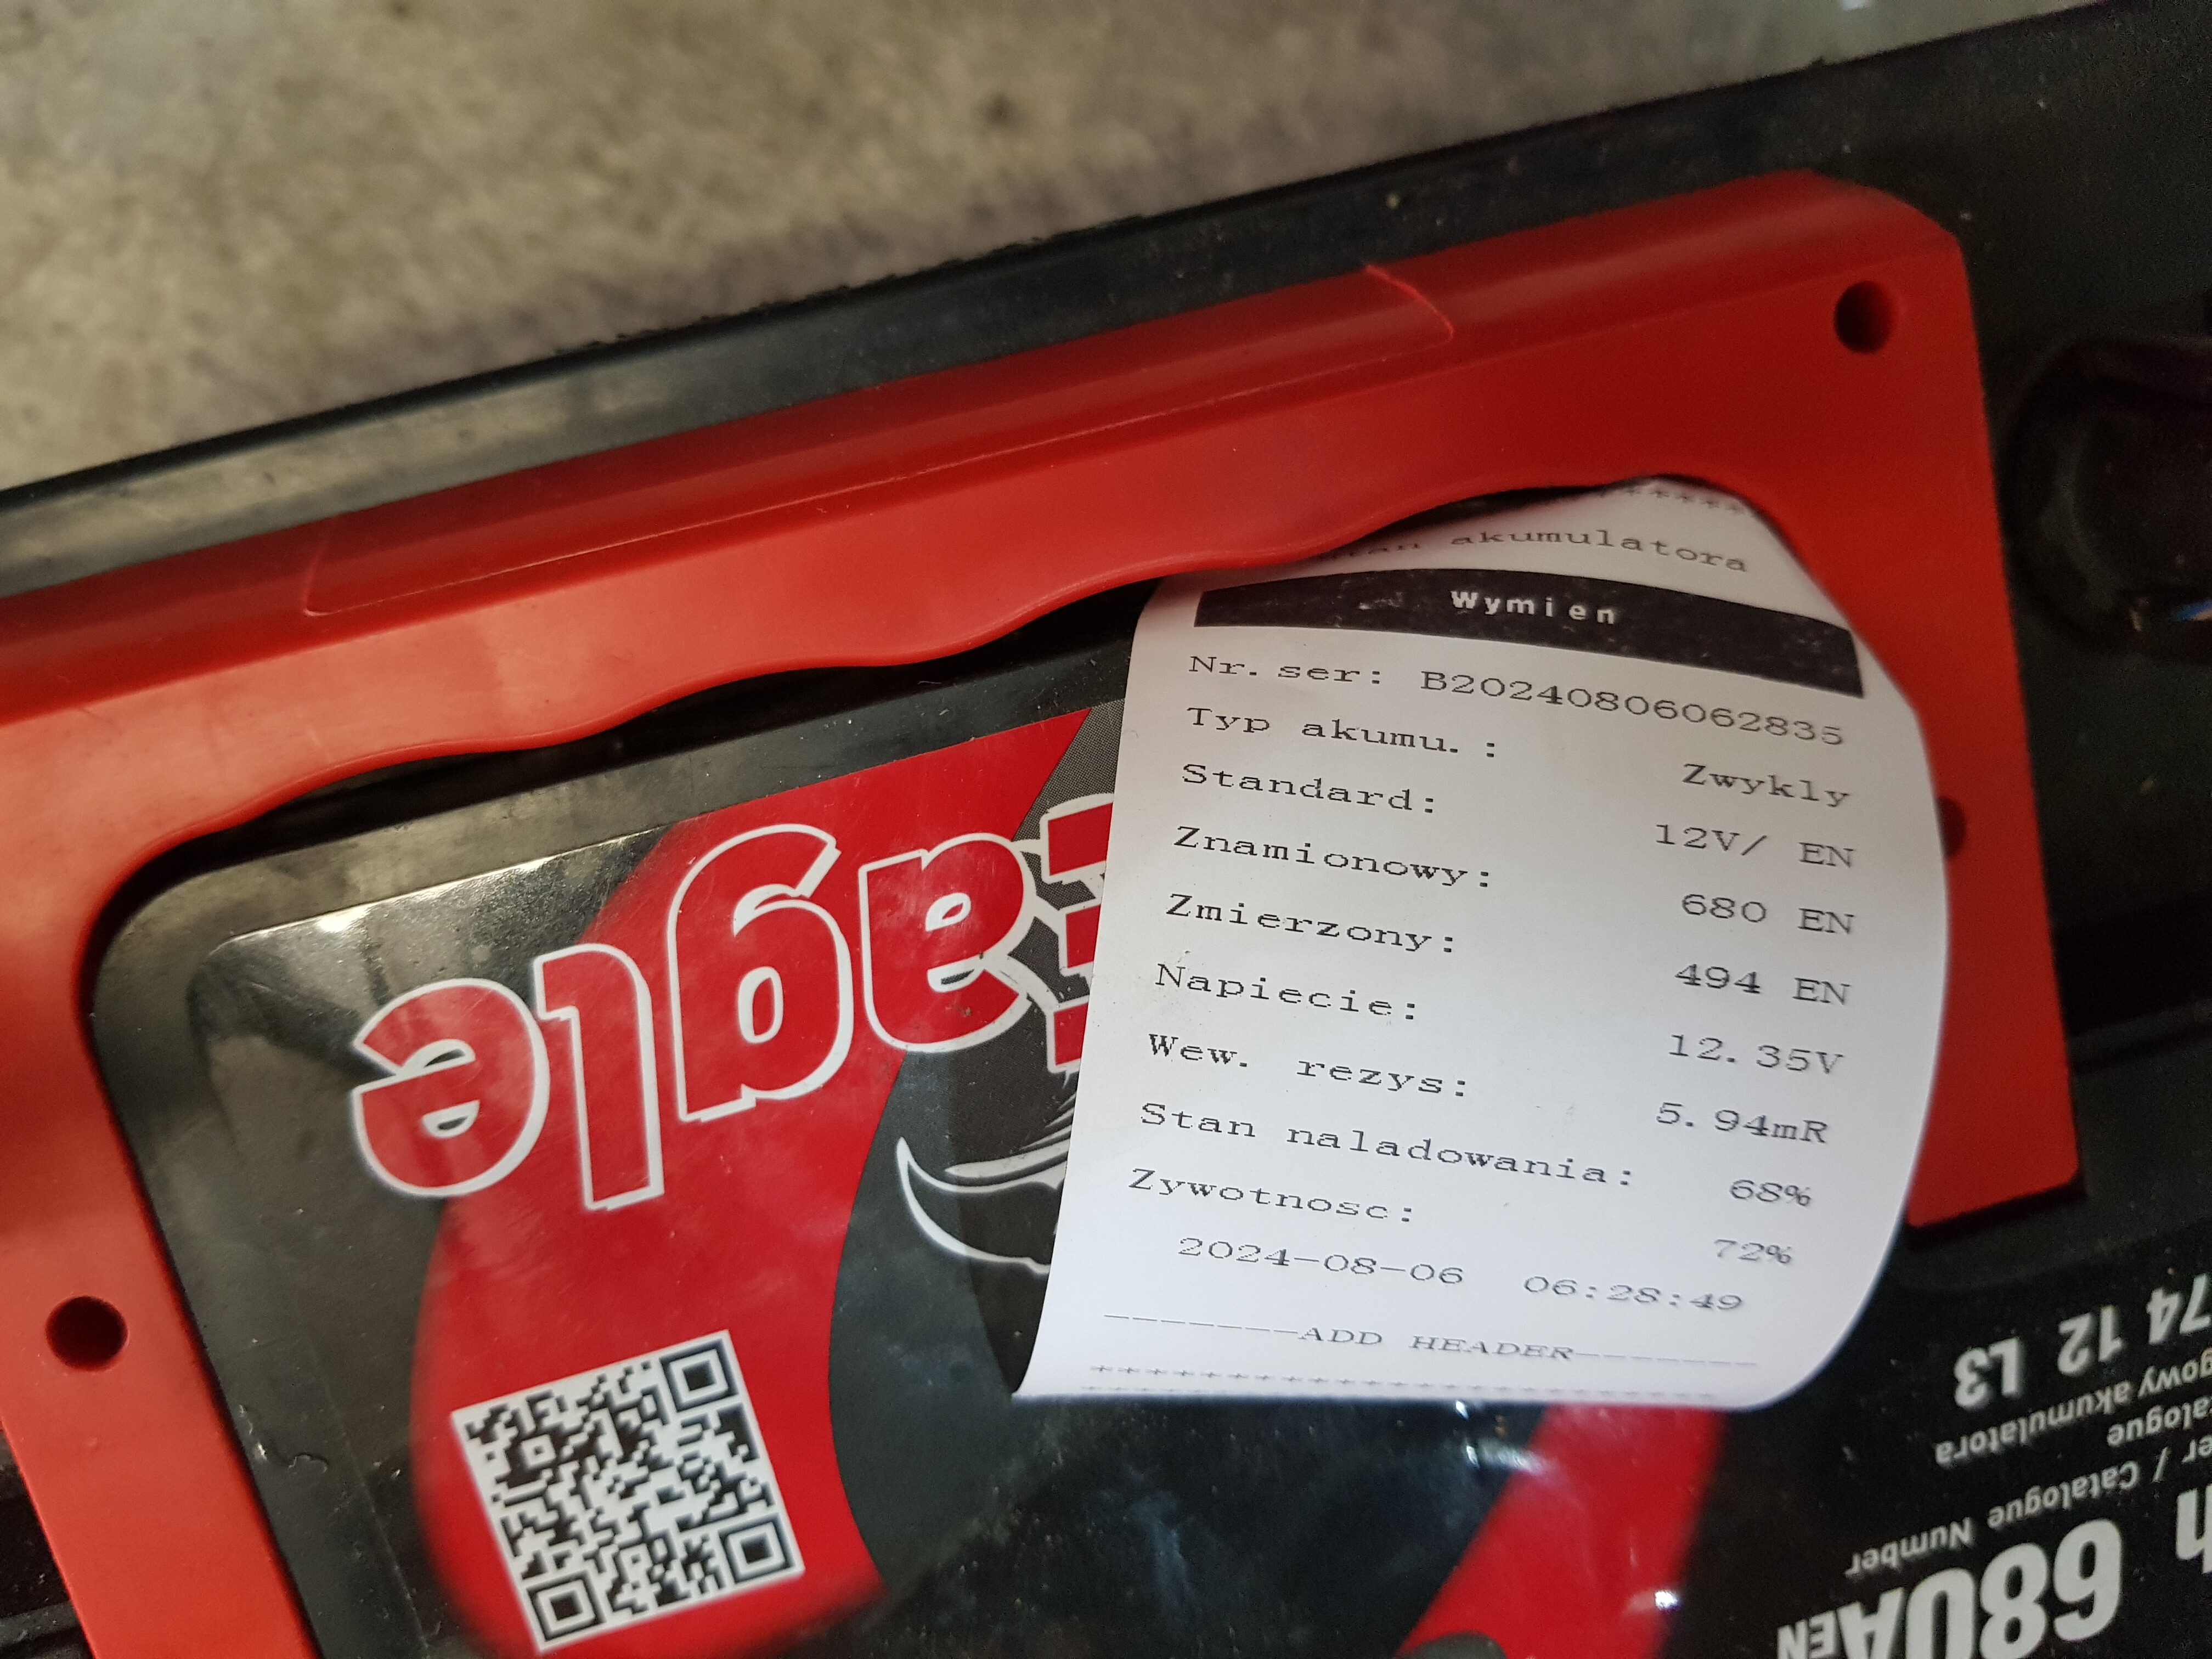 akumulatora
Wymien
Nr. ser: B20240806062835
Typ akumu. : Zwykly
Standard: 12V/ EN
Znamionowy: 680 EN
Zmierzony: 494 EN
Napiecie: 12.35V
Wew. rezys: 5.94mR
Stan naladowania: 68%
Zywotnosc: 72%
2024-08-06 06:28:49
-------ADD HEADER-------
Eagle
680A EN
Catalogue Number
akumulatora
74 12 L3